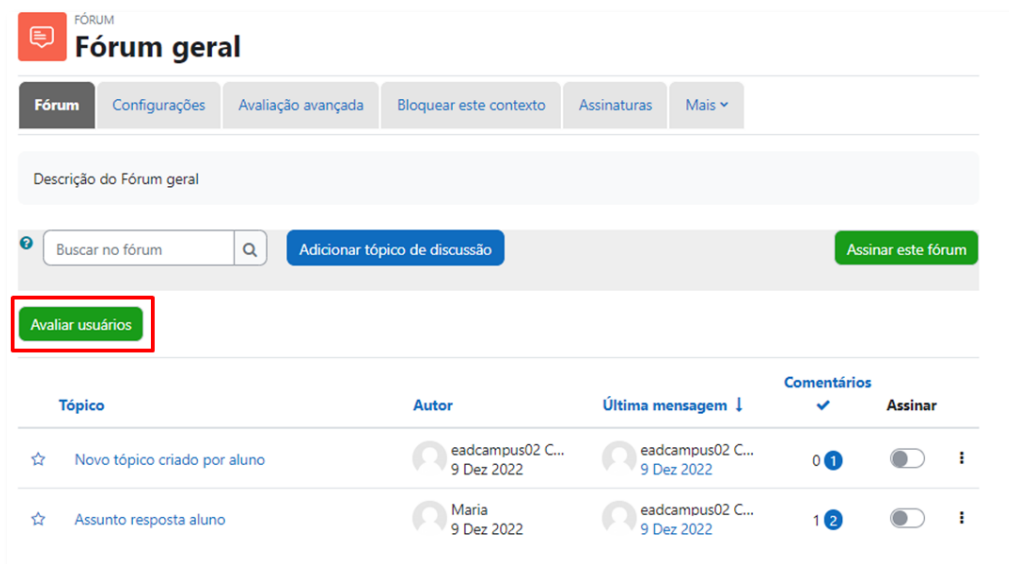 FÓRUM
Fórum geral
Fórum Configurações Avaliação avançada Bloquear este contexto Assinaturas Mais
Descrição do Fórum geral
? Buscar no fórum Adicionar tópico de discussão Assinar este fórum
Avaliar usuários
Comentários
Tópico Autor Última mensagem ↓ Assinar
Novo tópico criado por aluno eadcampus02 C... eadcampus02 C... 0 1
9 Dez 2022 9 Dez 2022
Assunto resposta aluno Maria eadcampus02 C... 1 2
9 Dez 2022 9 Dez 2022